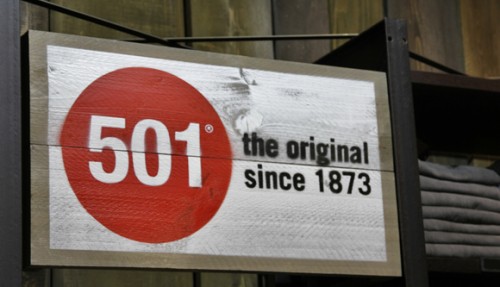 501®
the original
since 1873